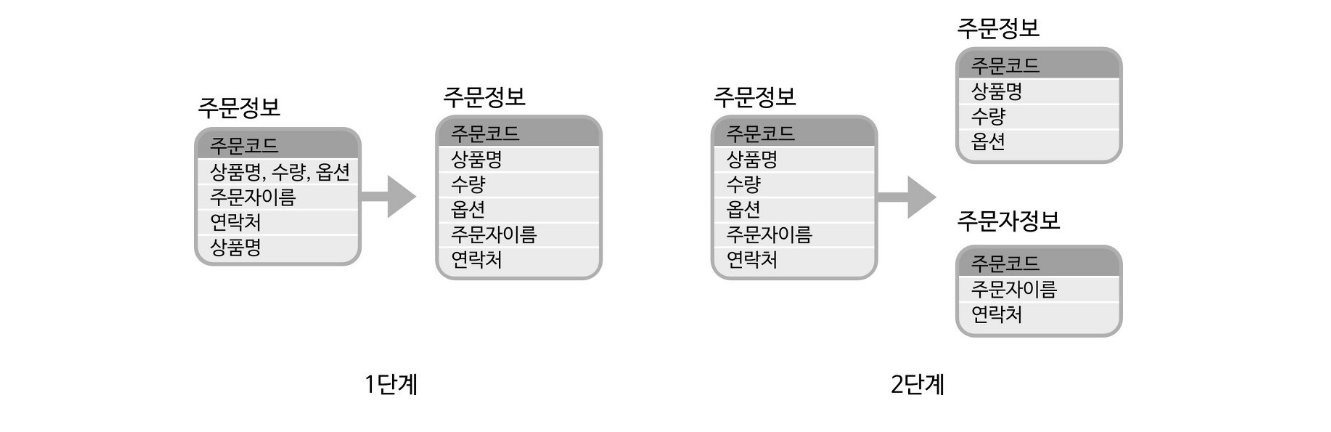 주문정보
주문코드
상품명, 수량, 옵션
주문자이름
연락처
상품명
주문정보
주문코드
상품명
수량
옵션
주문자이름
연락처
1단계
주문정보
주문코드
상품명
수량
옵션
주문자이름
연락처
주문정보
주문코드
상품명
수량
옵션
주문자정보
주문코드
주문자이름
연락처
2단계